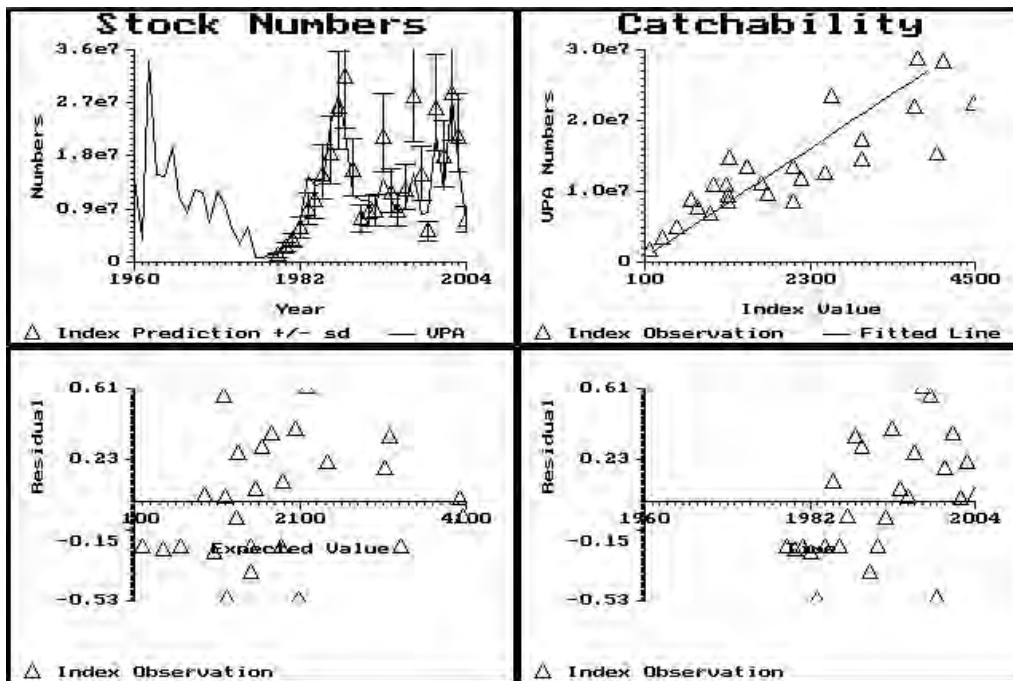 Stock Numbers
3.6e7
2.7e7
1.8e7
0.9e7
0
Numbers
1960
1982
2004
Year
Index Prediction +/- sd
VPA
Catchability
3.0e7
2.0e7
1.0e7
0
VPA Numbers
100
2300
4500
Index Value
Index Observation
Fitted Line
0.61
0.23
-0.15
-0.53
Residual
100
2100
4100
Expected Value
Index Observation
0.61
0.23
-0.15
-0.53
Residual
1960
1982
2004
Time
Index Observation